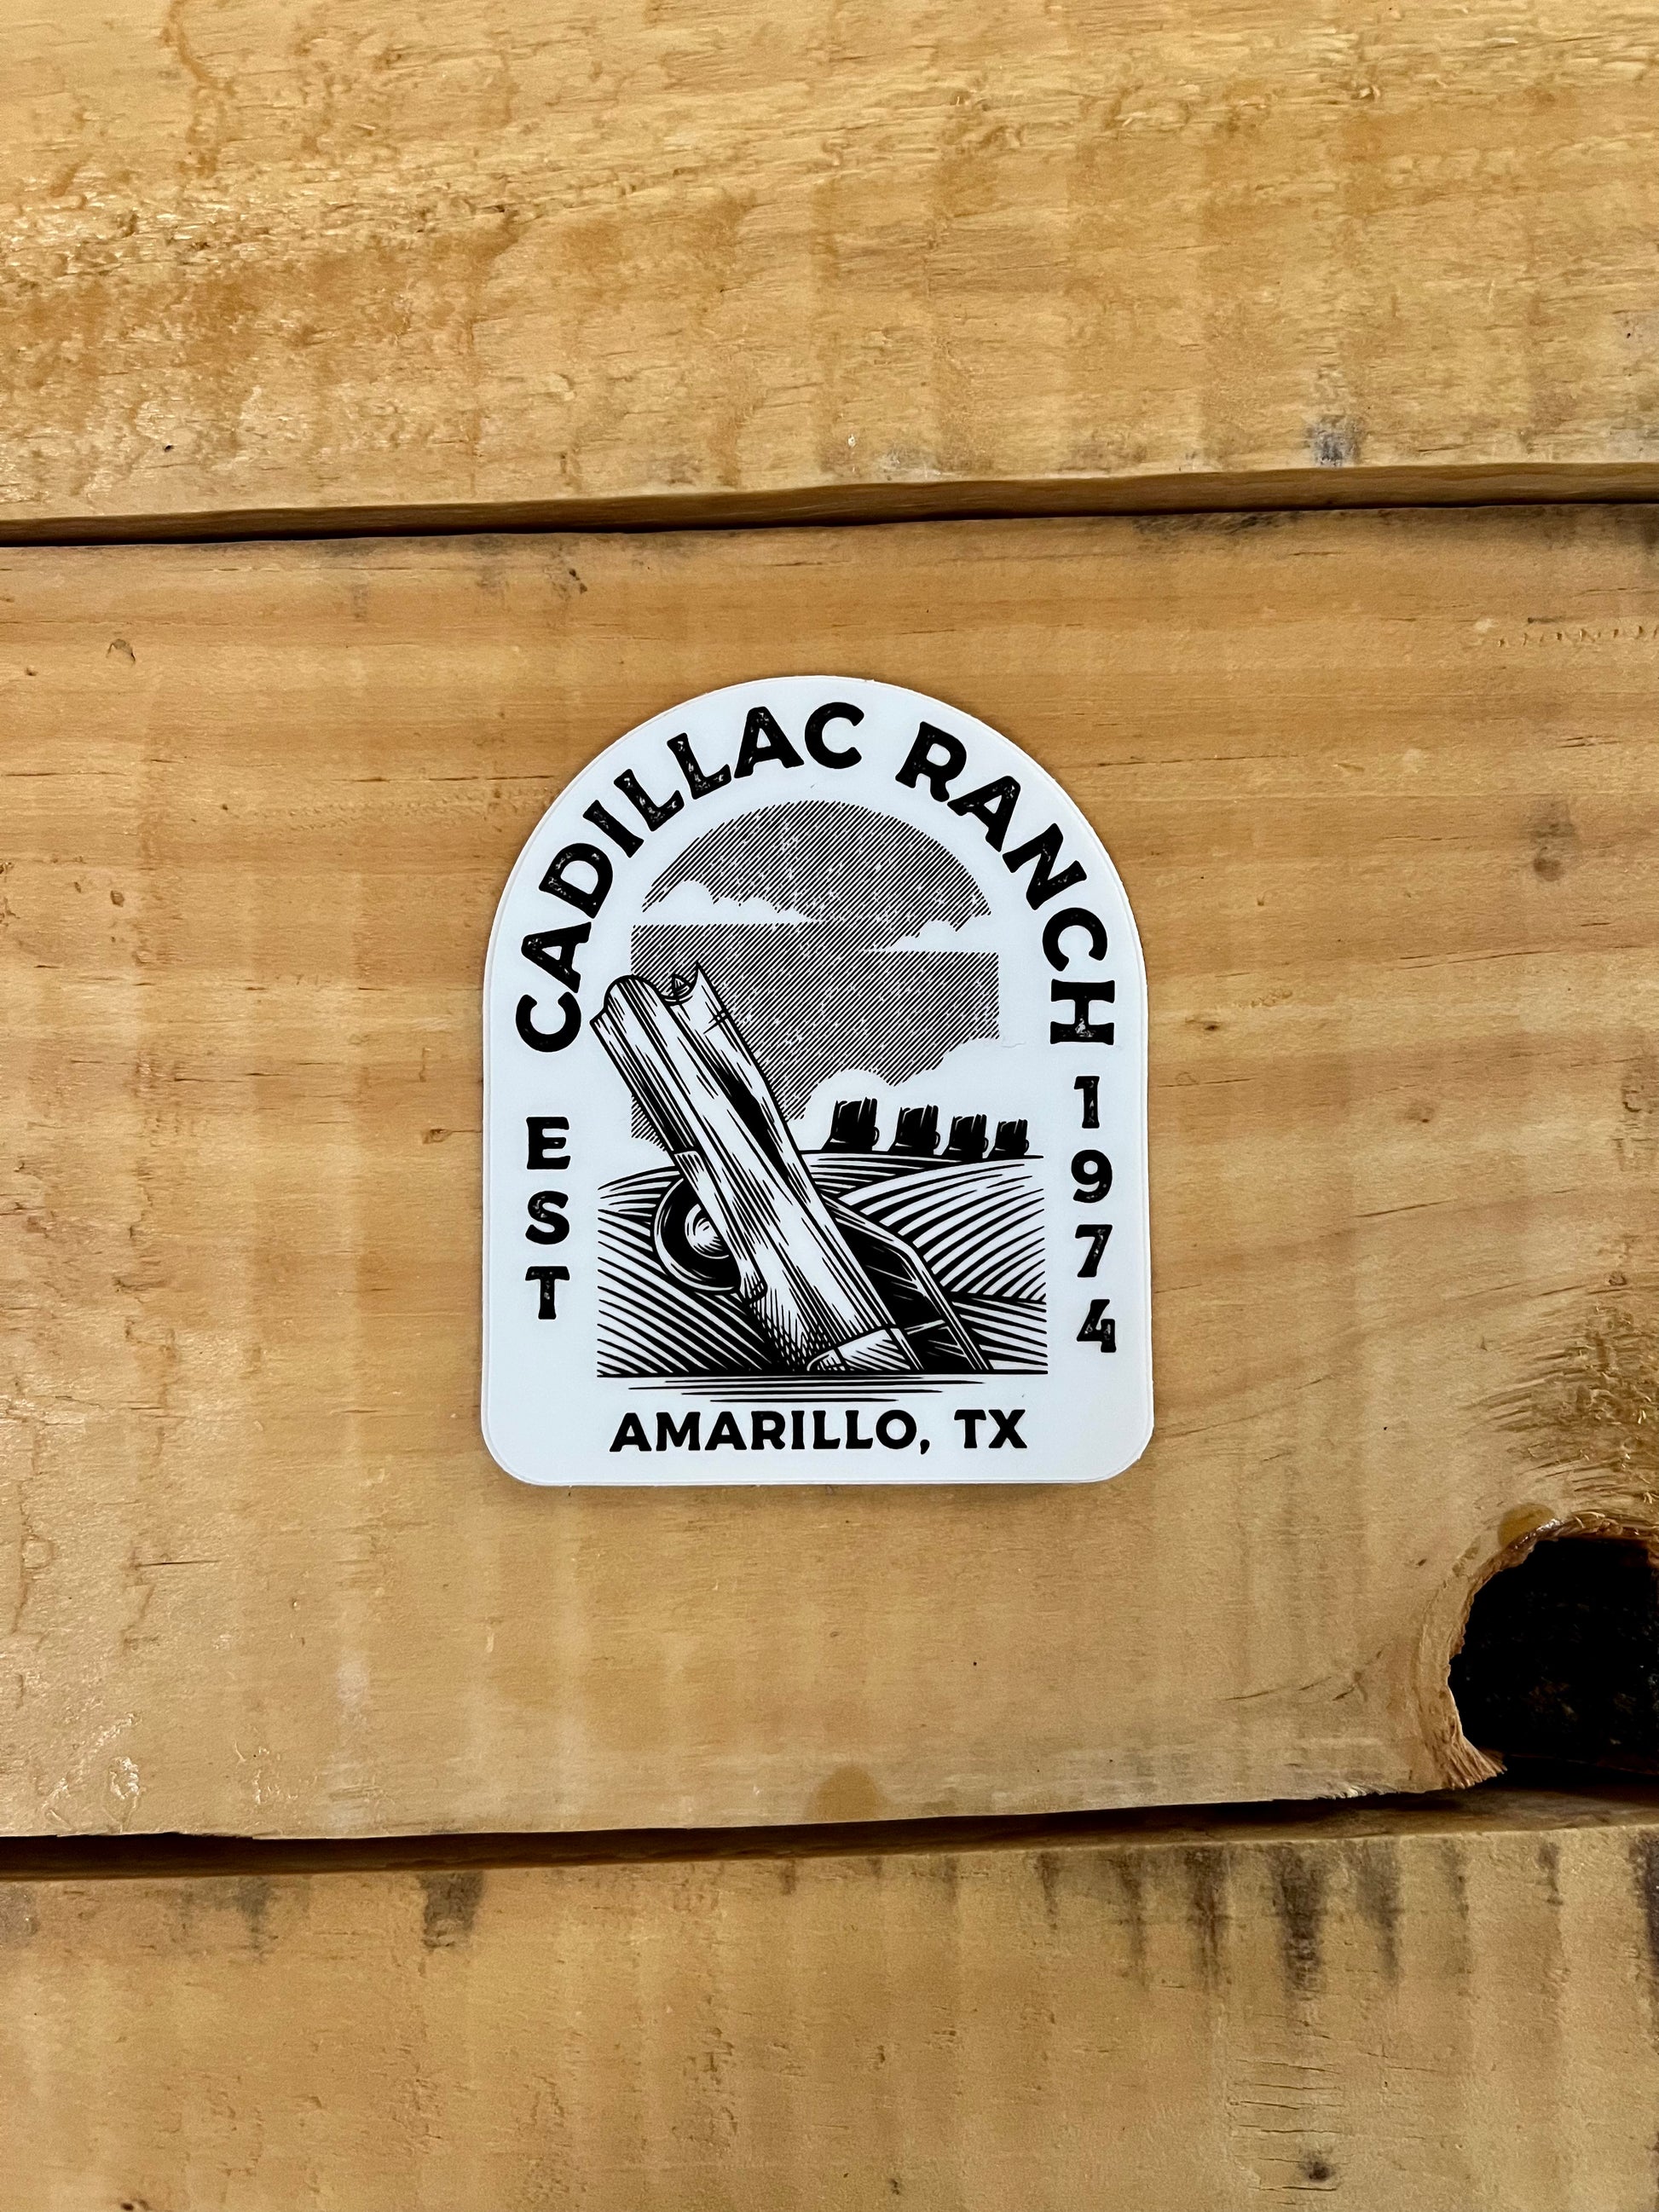 CADILLAC RANCH
EST
1974
AMARILLO, TX